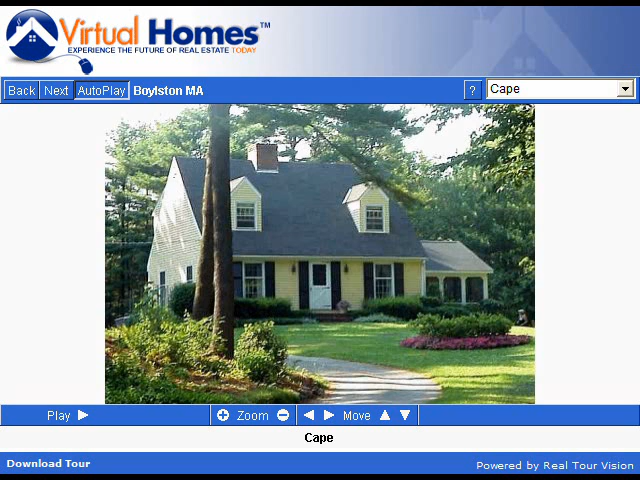 Virtual Homes™
EXPERIENCE THE FUTURE OF REAL ESTATE TODAY
Back Next AutoPlay Boylston MA ? Cape
Play Zoom Move
Cape
Download Tour Powered by Real Tour Vision